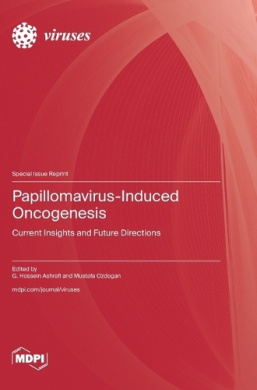 viruses
Special Issue Reprint
Papillomavirus-Induced
Oncogenesis
Current Insights and Future Directions
Edited by
G. Hossein Ashrafi and Mustafa Ozdogan
mdpi.com/journal/viruses
MDPI